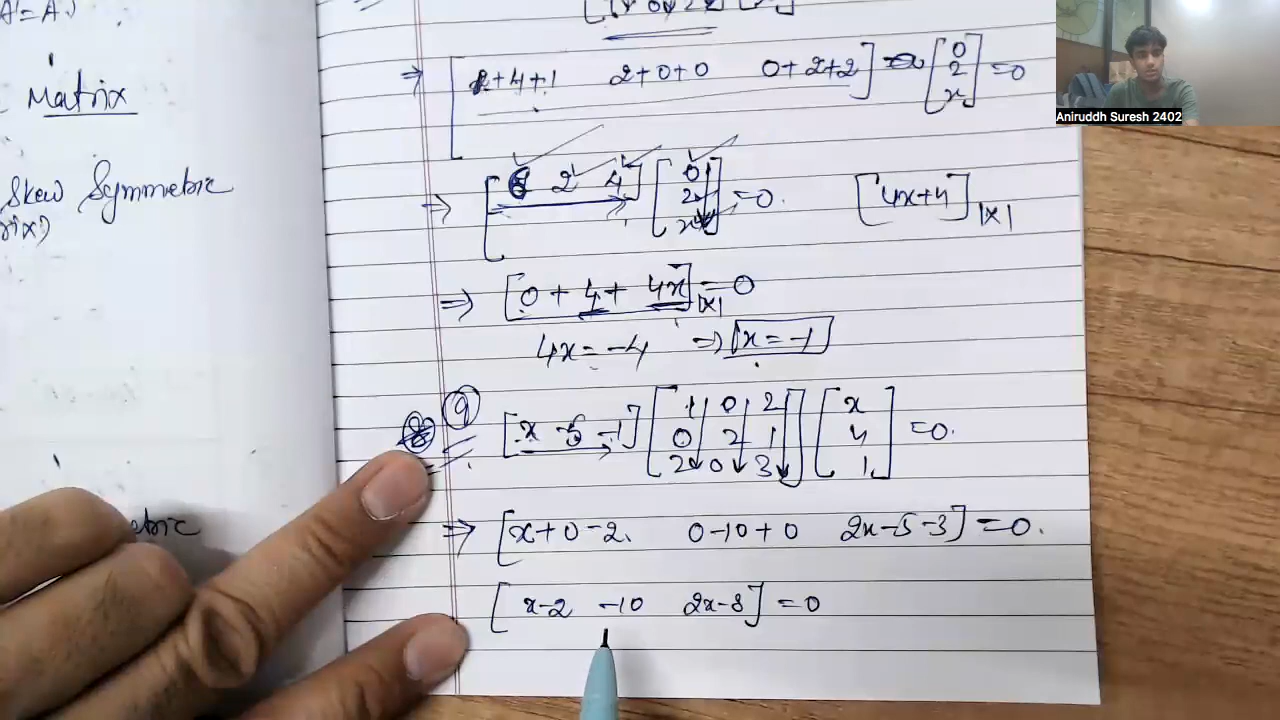 A' = A)
Matrix
Skew Symmetric
rix)
etric
⇒ [2+4+1 2+0+0 0+2+2] [0 2 x] =0
Aniruddh Suresh 2402
⇒ [6 2 4] [0 2 x] =0. [4x+4]1×1
⇒ [0 + 4 + 4x]1×1 = 0
4x = -4 ⇒ x = -1
9 [x -5 -1] [1 0 2 0 2 1 2 0 3] [x 4 1] =0.
⇒ [x+0-2. 0-10+0 2x-5-3] =0.
[x-2 -10 2x-8] =0